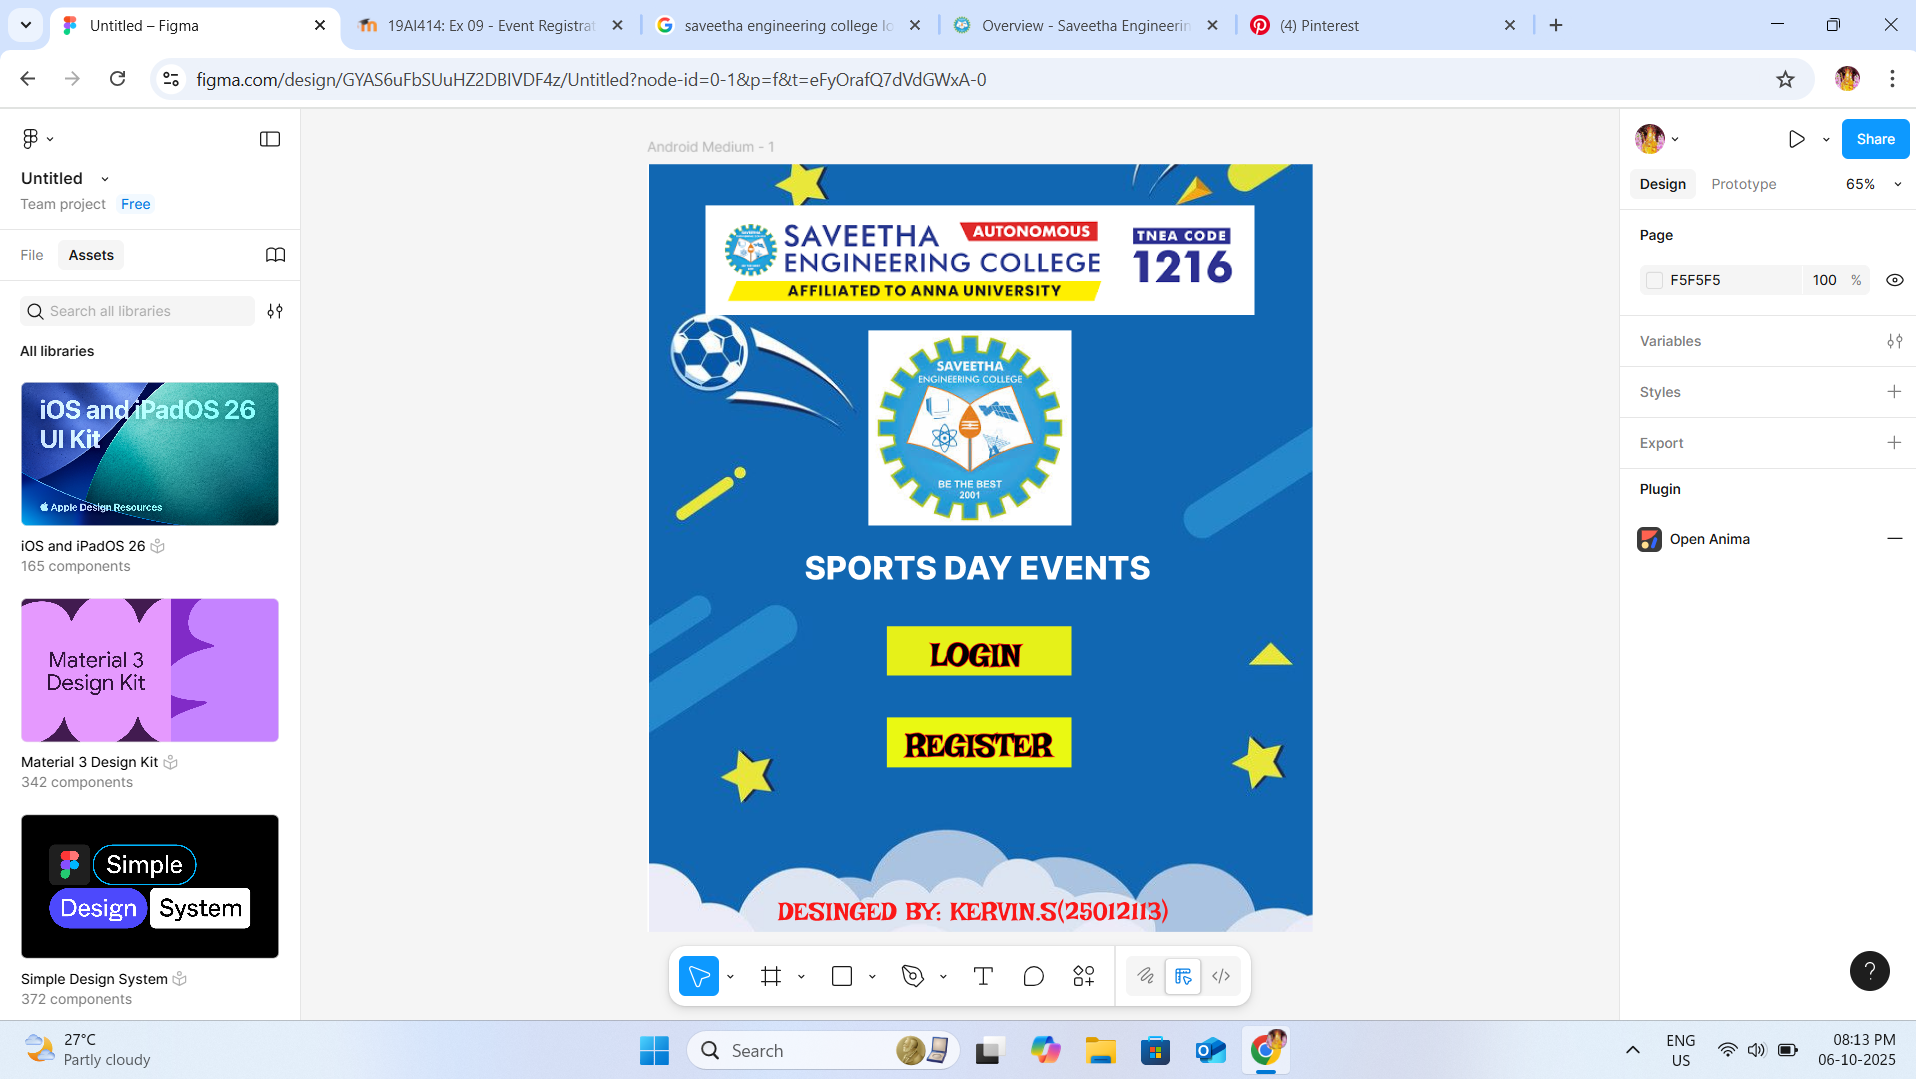 Untitled – Figma
19AI414: Ex 09 - Event Registrat
saveetha engineering college lo
Overview - Saveetha Engineerin
(4) Pinterest
figma.com/design/GYAS6uFbSUuHZ2DBIVDF4z/Untitled?node-id=0-1&p=f&t=eFyOrafQ7dVdGWxA-0
Untitled
Team project Free
File Assets
Search all libraries
All libraries
iOS and iPadOS 26
UI Kit
Apple Design Resources
iOS and iPadOS 26
165 components
Material 3
Design Kit
Material 3 Design Kit
342 components
Simple
Design System
Simple Design System
372 components
Android Medium - 1
SAVEETHA AUTONOMOUS
ENGINEERING COLLEGE
AFFILIATED TO ANNA UNIVERSITY
TNEA CODE
1216
SAVEETHA
ENGINEERING COLLEGE
BE THE BEST
2001
SPORTS DAY EVENTS
LOGIN
REGISTER
DESINGED BY: KERVIN.S(25012113)
Share
Design Prototype 65%
Page
F5F5F5 100 %
Variables
Styles
Export
Plugin
Open Anima
?
27°C
Partly cloudy
Search
ENG
US
08:13 PM
06-10-2025